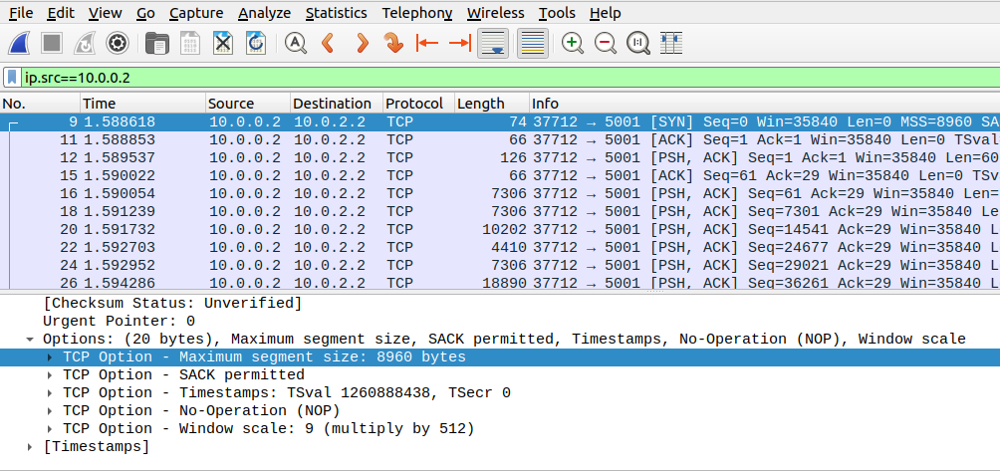 File Edit View Go Capture Analyze Statistics Telephony Wireless Tools Help
ip.src==10.0.0.2
No. Time Source Destination Protocol Length Info
9 1.588618 10.0.0.2 10.0.2.2 TCP 74 37712 → 5001 [SYN] Seq=0 Win=35840 Len=0 MSS=8960 SA
11 1.588853 10.0.0.2 10.0.2.2 TCP 66 37712 → 5001 [ACK] Seq=1 Ack=1 Win=35840 Len=0 TSval
12 1.589537 10.0.0.2 10.0.2.2 TCP 126 37712 → 5001 [PSH, ACK] Seq=1 Ack=1 Win=35840 Len=60
15 1.590022 10.0.0.2 10.0.2.2 TCP 66 37712 → 5001 [ACK] Seq=61 Ack=29 Win=35840 Len=0 TSv
16 1.590054 10.0.0.2 10.0.2.2 TCP 7306 37712 → 5001 [PSH, ACK] Seq=61 Ack=29 Win=35840 Le
18 1.591239 10.0.0.2 10.0.2.2 TCP 7306 37712 → 5001 [PSH, ACK] Seq=7301 Ack=29 Win=35840 L
20 1.591732 10.0.0.2 10.0.2.2 TCP 10202 37712 → 5001 [PSH, ACK] Seq=14541 Ack=29 Win=35840 L
22 1.592703 10.0.0.2 10.0.2.2 TCP 4410 37712 → 5001 [PSH, ACK] Seq=24677 Ack=29 Win=35840 L
24 1.592952 10.0.0.2 10.0.2.2 TCP 7306 37712 → 5001 [PSH, ACK] Seq=29021 Ack=29 Win=35840 L
26 1.594286 10.0.0.2 10.0.2.2 TCP 18890 37712 → 5001 [PSH, ACK] Seq=36261 Ack=29 Win=35840 L
[Checksum Status: Unverified]
Urgent Pointer: 0
Options: (20 bytes), Maximum segment size, SACK permitted, Timestamps, No-Operation (NOP), Window scale
TCP Option - Maximum segment size: 8960 bytes
TCP Option - SACK permitted
TCP Option - Timestamps: TSval 1260888438, TSecr 0
TCP Option - No-Operation (NOP)
TCP Option - Window scale: 9 (multiply by 512)
[Timestamps]